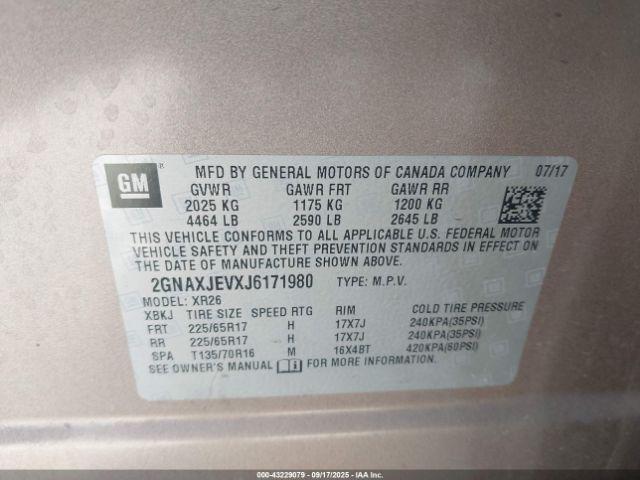 GM
MFD BY GENERAL MOTORS OF CANADA COMPANY 07/17
GVWR GAWR FRT GAWR RR
2025 KG 1175 KG 1200 KG
4464 LB 2590 LB 2645 LB
THIS VEHICLE CONFORMS TO ALL APPLICABLE U.S. FEDERAL MOTOR
VEHICLE SAFETY AND THEFT PREVENTION STANDARDS IN EFFECT ON
THE DATE OF MANUFACTURE SHOWN ABOVE.
2GNAXJEVXJ6171980 TYPE: M.P.V.
MODEL: XR26
XBKJ TIRE SIZE SPEED RTG RIM COLD TIRE PRESSURE
FRT 225/65R17 H 17X7J 240KPA(35PSI)
RR 225/65R17 H 17X7J 240KPA(35PSI)
SPA T135/70R16 M 16X4BT 420KPA(60PSI)
SEE OWNER'S MANUAL FOR MORE INFORMATION.
000-43229079 - 09/17/2025 - IAAI.COM